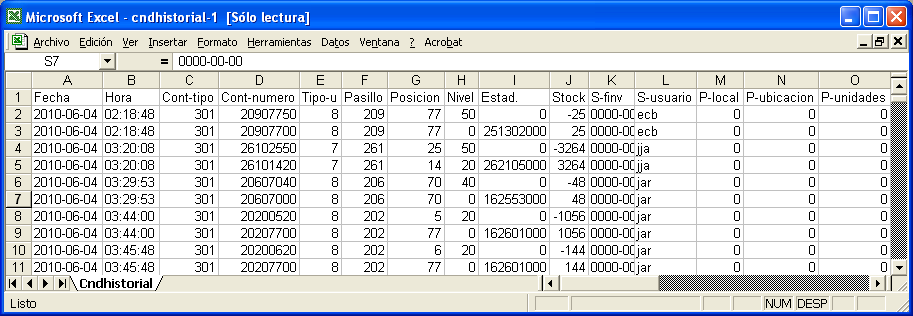 Microsoft Excel - cndhistorial-1 [Sólo lectura]
Archivo Edición Ver Insertar Formato Herramientas Datos Ventana ? Acrobat
S7 = 0000-00-00
A B C D E F G H I J K L M N O
1 Fecha Hora Cont-tipo Cont-numero Tipo-u Pasillo Posicion Nivel Estad. Stock S-finv S-usuario P-local P-ubicacion P-unidades
2 2010-06-04 02:18:48 301 20907750 8 209 77 50 0 -25 0000-00 ecb 0 0 0
3 2010-06-04 02:18:48 301 20907700 8 209 77 0 251302000 25 0000-00 ecb 0 0 0
4 2010-06-04 03:20:08 301 26102550 7 261 25 50 0 -3264 0000-00 jja 0 0 0
5 2010-06-04 03:20:08 301 26101420 7 261 14 20 262105000 3264 0000-00 jja 0 0 0
6 2010-06-04 03:29:53 301 20607040 8 206 70 40 0 -48 0000-00 jar 0 0 0
7 2010-06-04 03:29:53 301 20607000 8 206 70 0 162553000 48 0000-00 jar 0 0 0
8 2010-06-04 03:44:00 301 20200520 8 202 5 20 0 -1056 0000-00 jar 0 0 0
9 2010-06-04 03:44:00 301 20207700 8 202 77 0 162601000 1056 0000-00 jar 0 0 0
10 2010-06-04 03:45:48 301 20200620 8 202 6 20 0 -144 0000-00 jar 0 0 0
11 2010-06-04 03:45:48 301 20207700 8 202 77 0 162601000 144 0000-00 jar 0 0 0
Cndhistorial
Listo NUM DESP